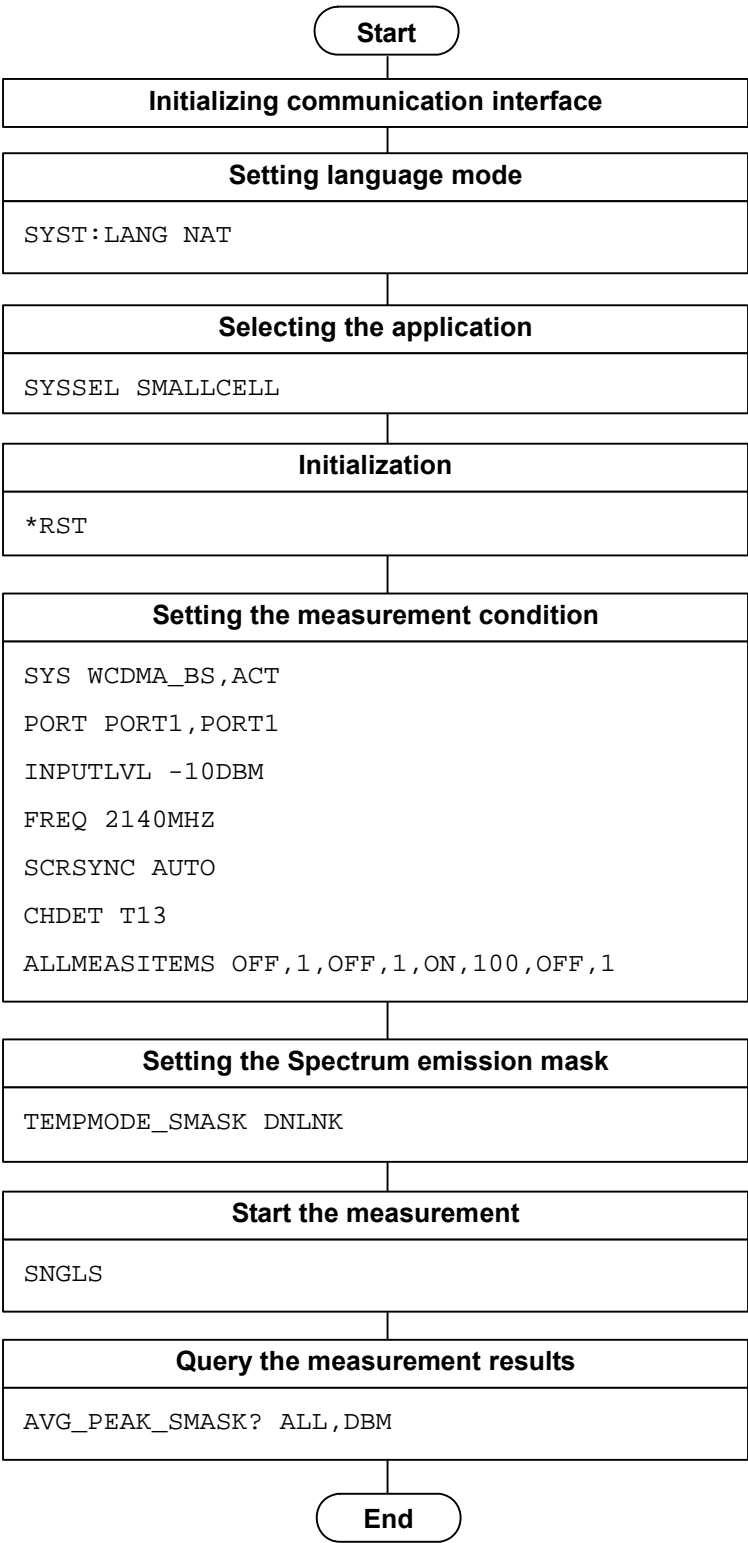 Start
Initializing communication interface
Setting language mode
SYST:LANG NAT
Selecting the application
SYSSEL SMALLCELL
Initialization
*RST
Setting the measurement condition
SYS WCDMA_BS,ACT
PORT PORT1,PORT1
INPUTLVL -10DBM
FREQ 2140MHZ
SCRSYNC AUTO
CHDET T13
ALLMEASITEMS OFF,1,OFF,1,ON,100,OFF,1
Setting the Spectrum emission mask
TEMPMODE_SMASK DNLNK
Start the measurement
SNGLS
Query the measurement results
AVG_PEAK_SMASK? ALL,DBM
End